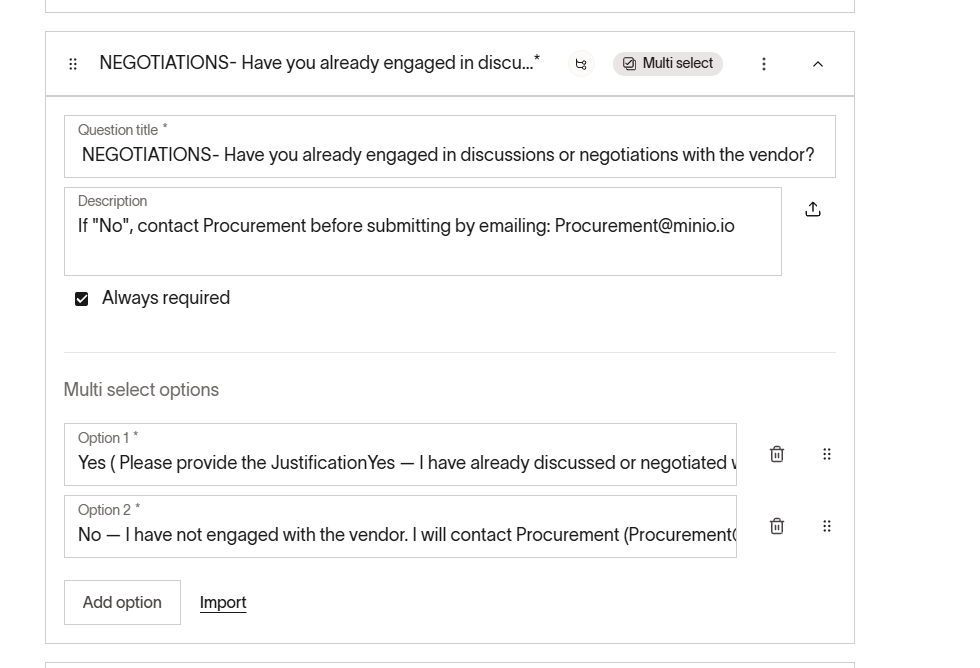 NEGOTIATIONS- Have you already engaged in discu...*
Multi select
Question title *
NEGOTIATIONS- Have you already engaged in discussions or negotiations with the vendor?
Description
If "No", contact Procurement before submitting by emailing: Procurement@minio.io
Always required
Multi select options
Option 1 *
Yes ( Please provide the JustificationYes — I have already discussed or negotiated
Option 2 *
No — I have not engaged with the vendor. I will contact Procurement (Procurement
Add option
Import